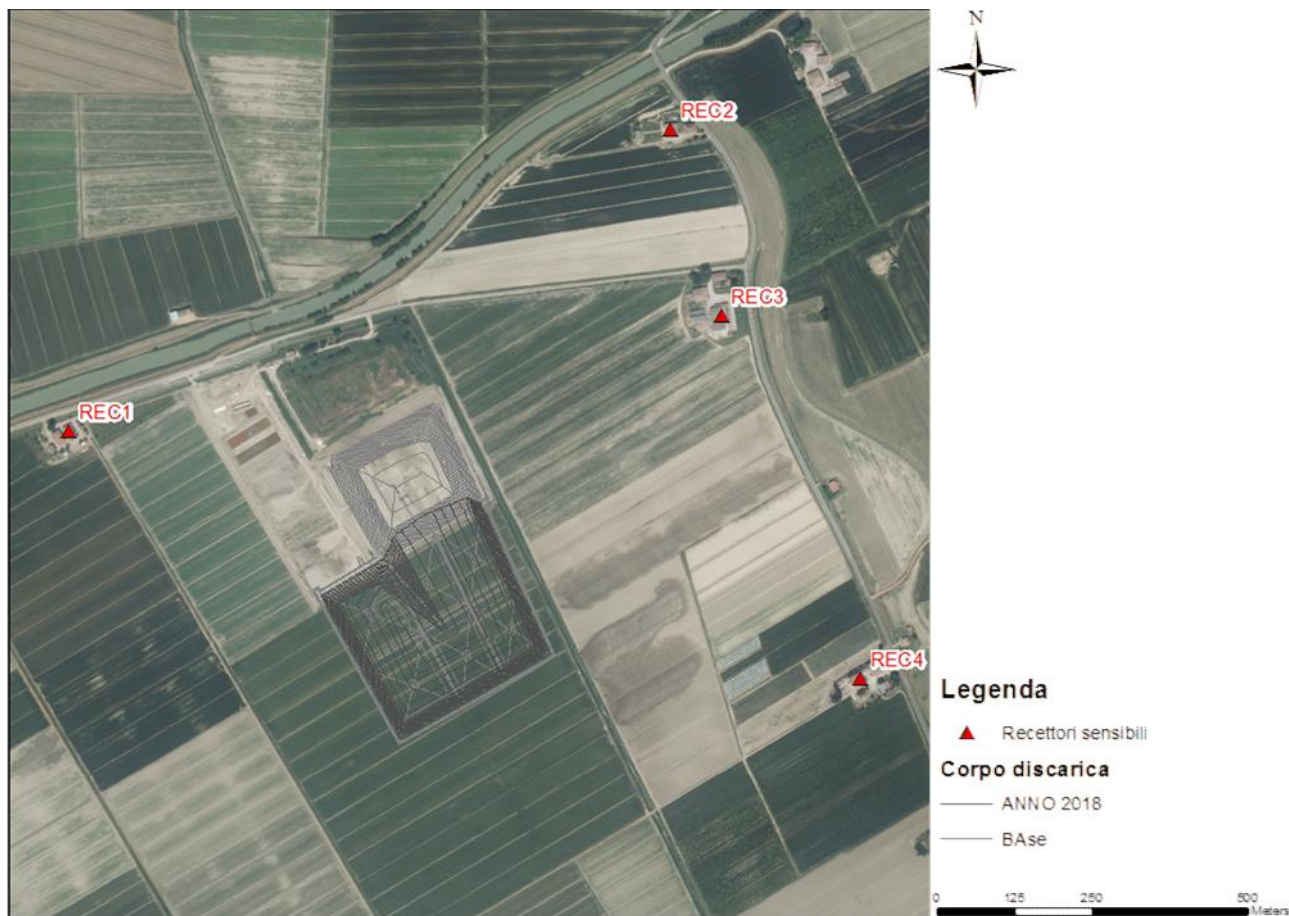 N
REC2
REC3
REC1
REC4
Legenda
Recettori sensibili
Corpo discarica
ANNO 2018
BAse
0 125 250 500
Meters